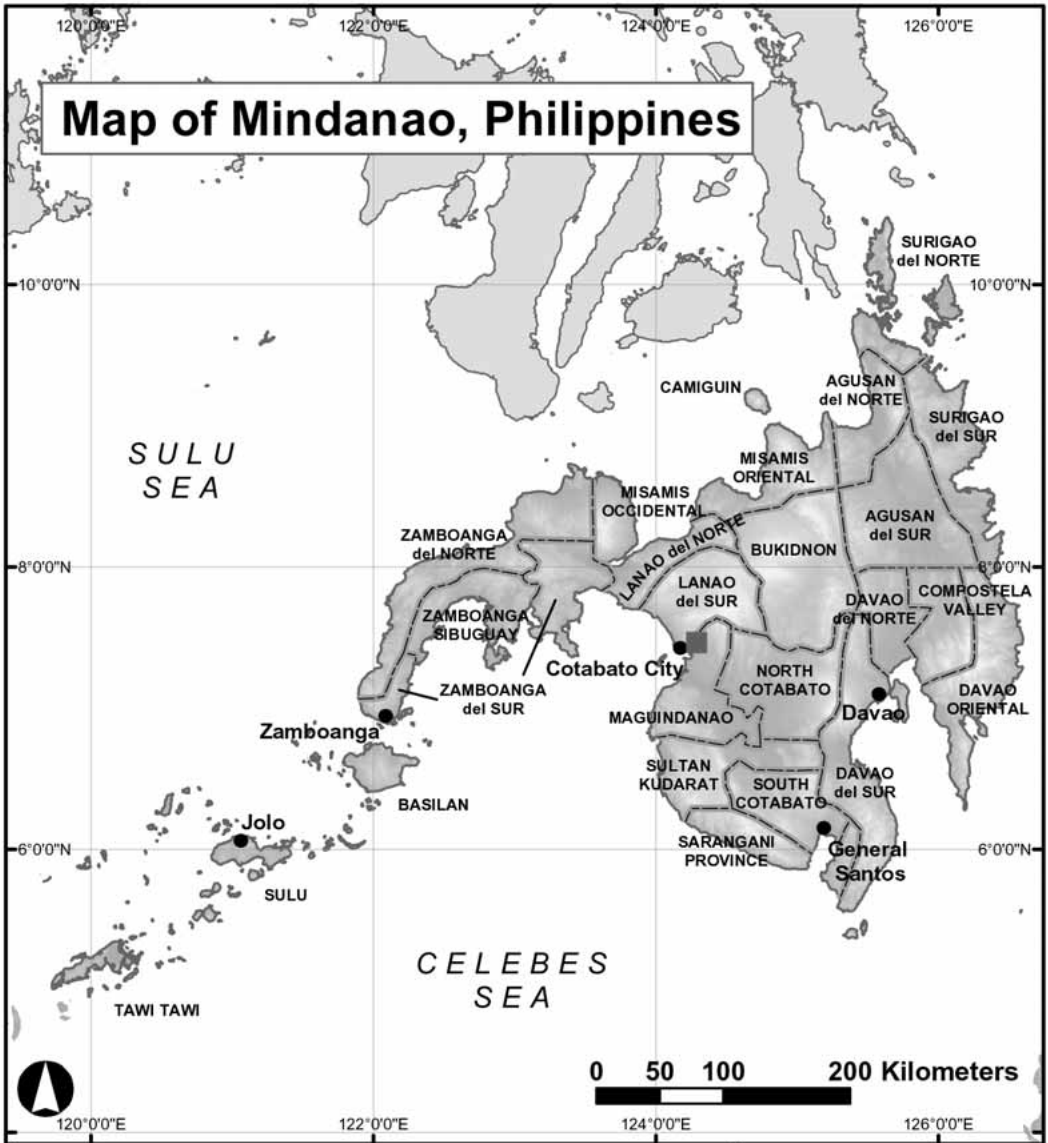 120°0'0"E
122°0'0"E
124°0'0"E
126°0'0"E
Map of Mindanao, Philippines
SURIGAO
del NORTE
10°0'0"N
10°0'0"N
CAMIGUIN
AGUSAN
del NORTE
SURIGAO
del SUR
SULU
SEA
MISAMIS
ORIENTAL
MISAMIS
OCCIDENTAL
AGUSAN
del SUR
ZAMBOANGA
del NORTE
LANAO del NORTE
BUKIDNON
8°0'0"N
8°0'0"N
LANAO
del SUR
COMPOSTELA
VALLEY
DAVAO
del NORTE
ZAMBOANGA
SIBUGUAY
Cotabato City
NORTH
COTABATO
ZAMBOANGA
del SUR
DAVAO
ORIENTAL
MAGUINDANAO
Davao
Zamboanga
SULTAN
KUDARAT
DAVAO
del SUR
SOUTH
COTABATO
BASILAN
Jolo
SARANGANI
PROVINCE
General
Santos
6°0'0"N
6°0'0"N
SULU
CELEBES
SEA
TAWI TAWI
0 50 100 200 Kilometers
120°0'0"E
122°0'0"E
124°0'0"E
126°0'0"E